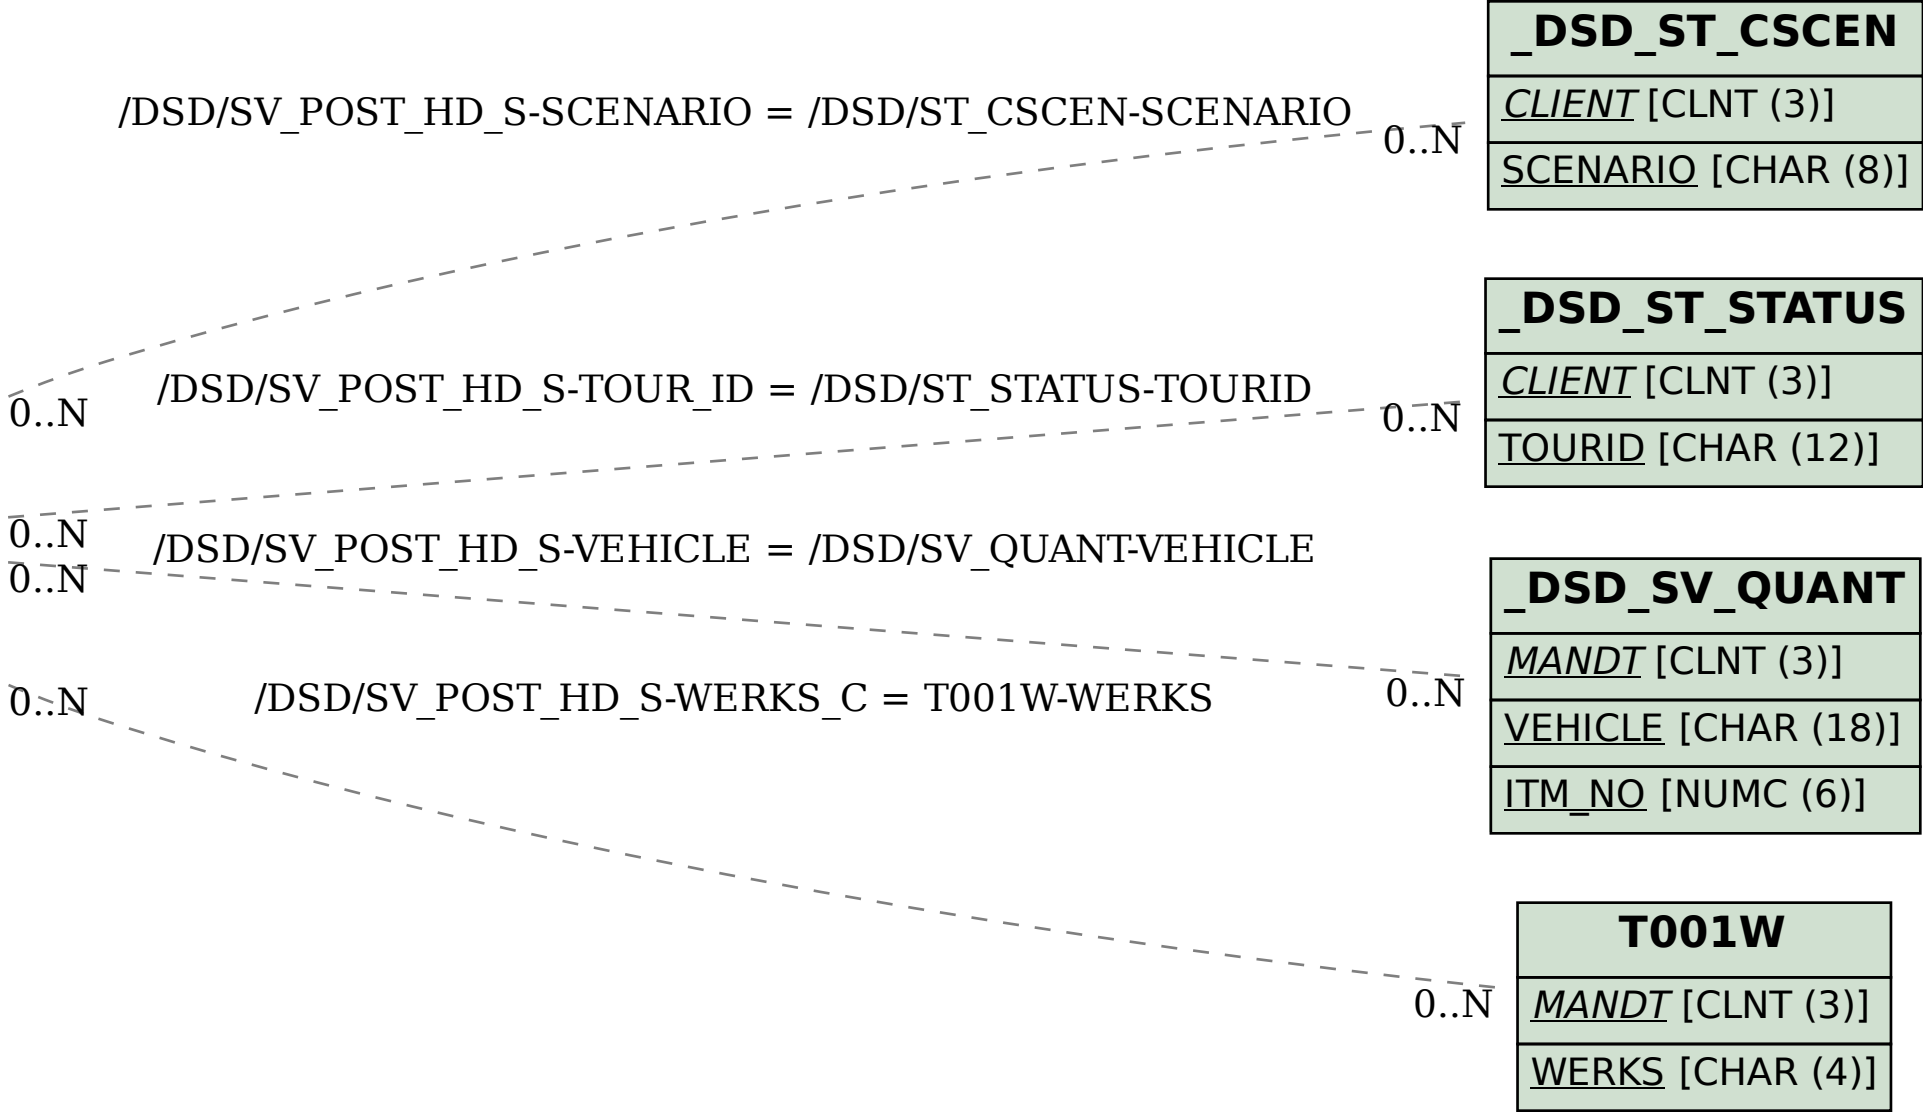 _DSD_ST_CSCEN
CLIENT [CLNT (3)]
SCENARIO [CHAR (8)]
/DSD/SV_POST_HD_S-SCENARIO = /DSD/ST_CSCEN-SCENARIO
0..N
0..N
_DSD_ST_STATUS
CLIENT [CLNT (3)]
TOURID [CHAR (12)]
/DSD/SV_POST_HD_S-TOUR_ID = /DSD/ST_STATUS-TOURID
0..N
0..N
_DSD_SV_QUANT
MANDT [CLNT (3)]
VEHICLE [CHAR (18)]
ITM_NO [NUMC (6)]
/DSD/SV_POST_HD_S-VEHICLE = /DSD/SV_QUANT-VEHICLE
0..N
0..N
/DSD/SV_POST_HD_S-WERKS_C = T001W-WERKS
0..N
0..N
T001W
MANDT [CLNT (3)]
WERKS [CHAR (4)]